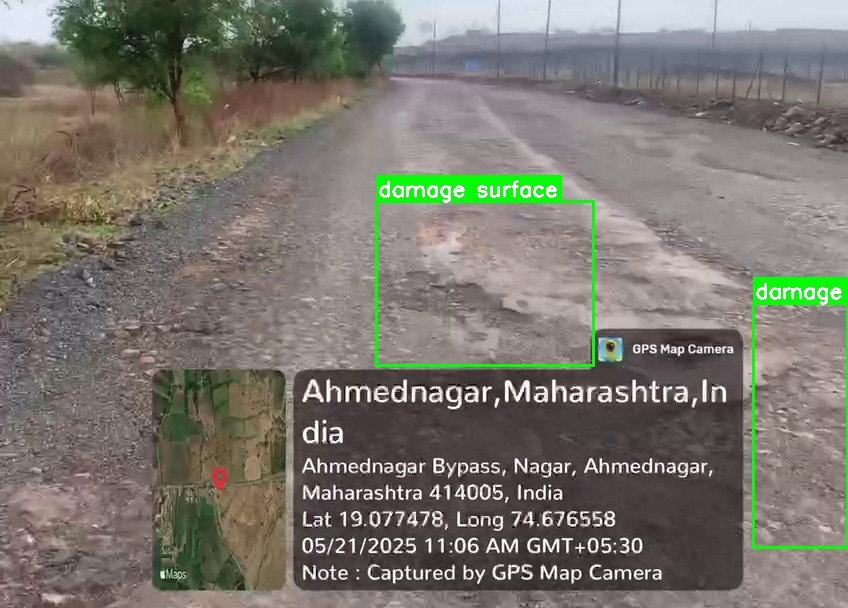 damage surface
damage
GPS Map Camera
Ahmednagar,Maharashtra,In
dia
Ahmednagar Bypass, Nagar, Ahmednagar,
Maharashtra 414005, India
Lat 19.077478, Long 74.676558
05/21/2025 11:06 AM GMT+05:30
Note : Captured by GPS Map Camera
Maps